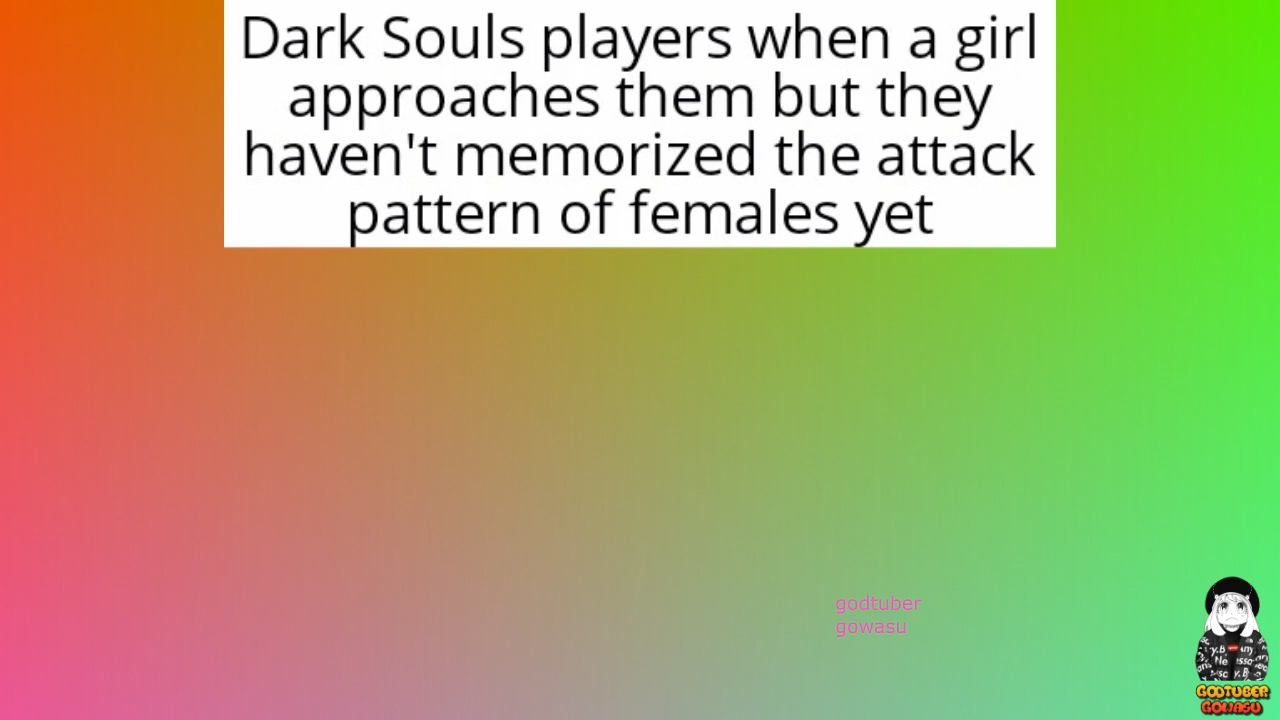 Dark Souls players when a girl
approaches them but they
haven't memorized the attack
pattern of females yet
godtuber
gowasu
GODTUBER
GOWASU